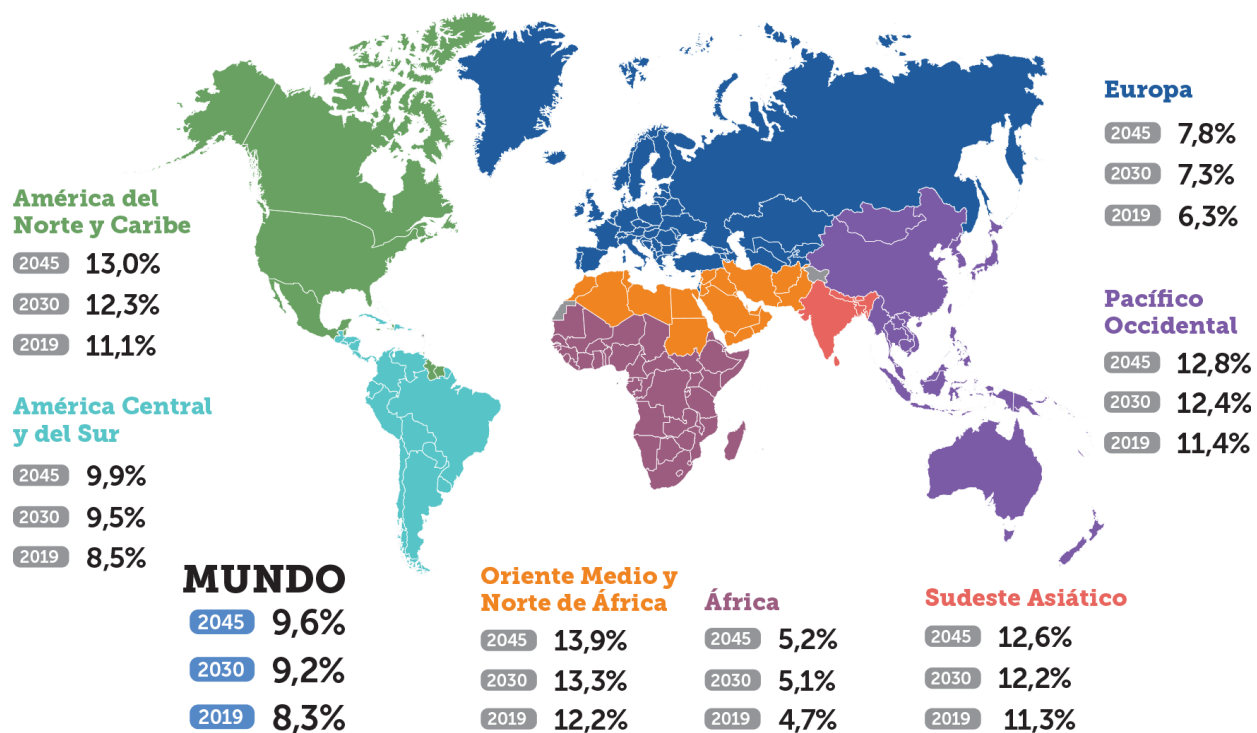 América del
Norte y Caribe
2045 13,0%
2030 12,3%
2019 11,1%
América Central
y del Sur
2045 9,9%
2030 9,5%
2019 8,5%
MUNDO
2045 9,6%
2030 9,2%
2019 8,3%
Oriente Medio y
Norte de África
2045 13,9%
2030 13,3%
2019 12,2%
África
2045 5,2%
2030 5,1%
2019 4,7%
Sudeste Asiático
2045 12,6%
2030 12,2%
2019 11,3%
Europa
2045 7,8%
2030 7,3%
2019 6,3%
Pacífico
Occidental
2045 12,8%
2030 12,4%
2019 11,4%